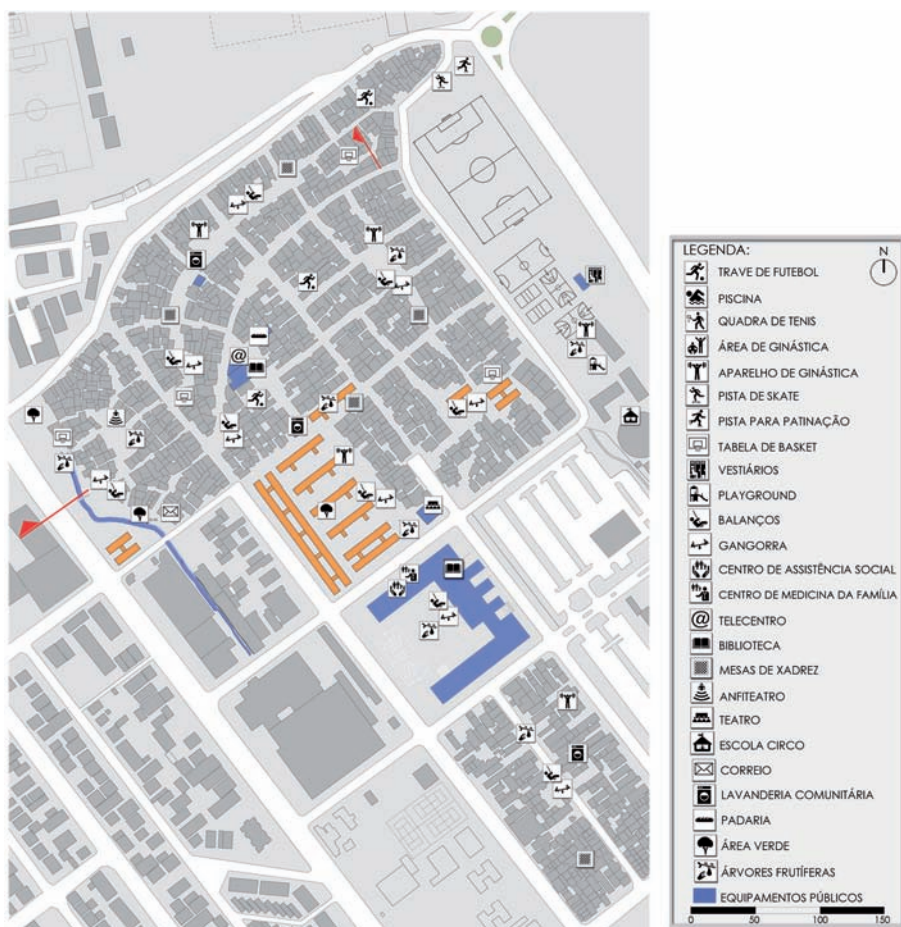 @
LEGENDA:
N
TRAVE DE FUTEBOL
PISCINA
QUADRA DE TENIS
ÁREA DE GINÁSTICA
APARELHO DE GINÁSTICA
PISTA DE SKATE
PISTA PARA PATINAÇÃO
TABELA DE BASKET
VESTIÁRIOS
PLAYGROUND
BALANÇOS
GANGORRA
CENTRO DE ASSISTÊNCIA SOCIAL
CENTRO DE MEDICINA DA FAMÍLIA
@ TELECENTRO
BIBLIOTECA
MESAS DE XADREZ
ANFITEATRO
TEATRO
ESCOLA CIRCO
CORREIO
LAVANDERIA COMUNITÁRIA
PADARIA
ÁREA VERDE
ÁRVORES FRUTÍFERAS
EQUIPAMENTOS PÚBLICOS
0 50 100 150